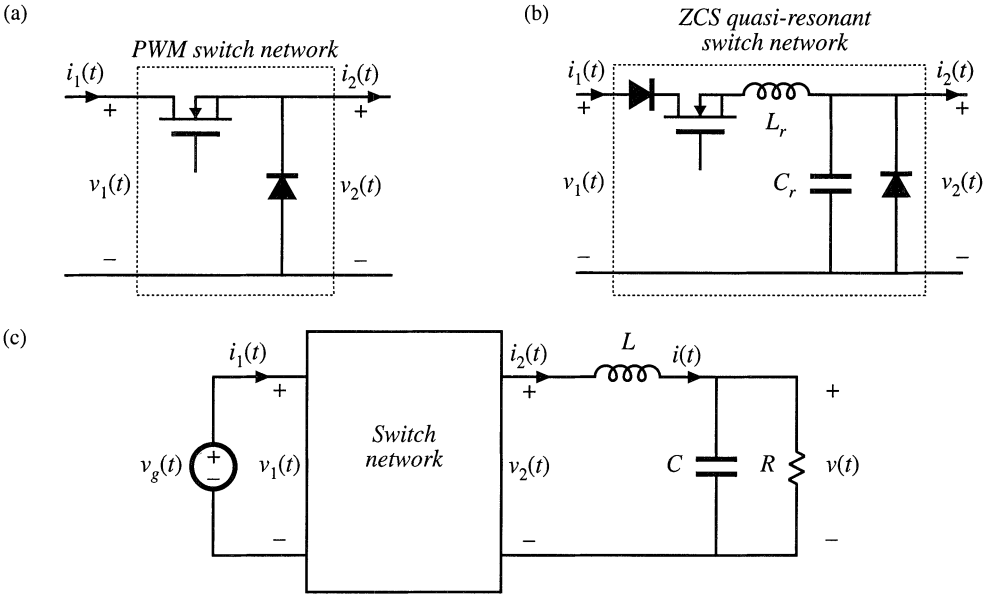 (a)
PWM switch network
i₁(t)
i₂(t)
+
+
v₁(t)
v₂(t)
–
–
(b)
ZCS quasi-resonant
switch network
i₁(t)
i₂(t)
+
Lᵣ
+
v₁(t)
Cᵣ
v₂(t)
–
–
(c)
i₁(t)
i₂(t)
L
i(t)
+
+
+
Switch
network
v_g(t)
+
–
v₁(t)
v₂(t)
C
R
v(t)
–
–
–